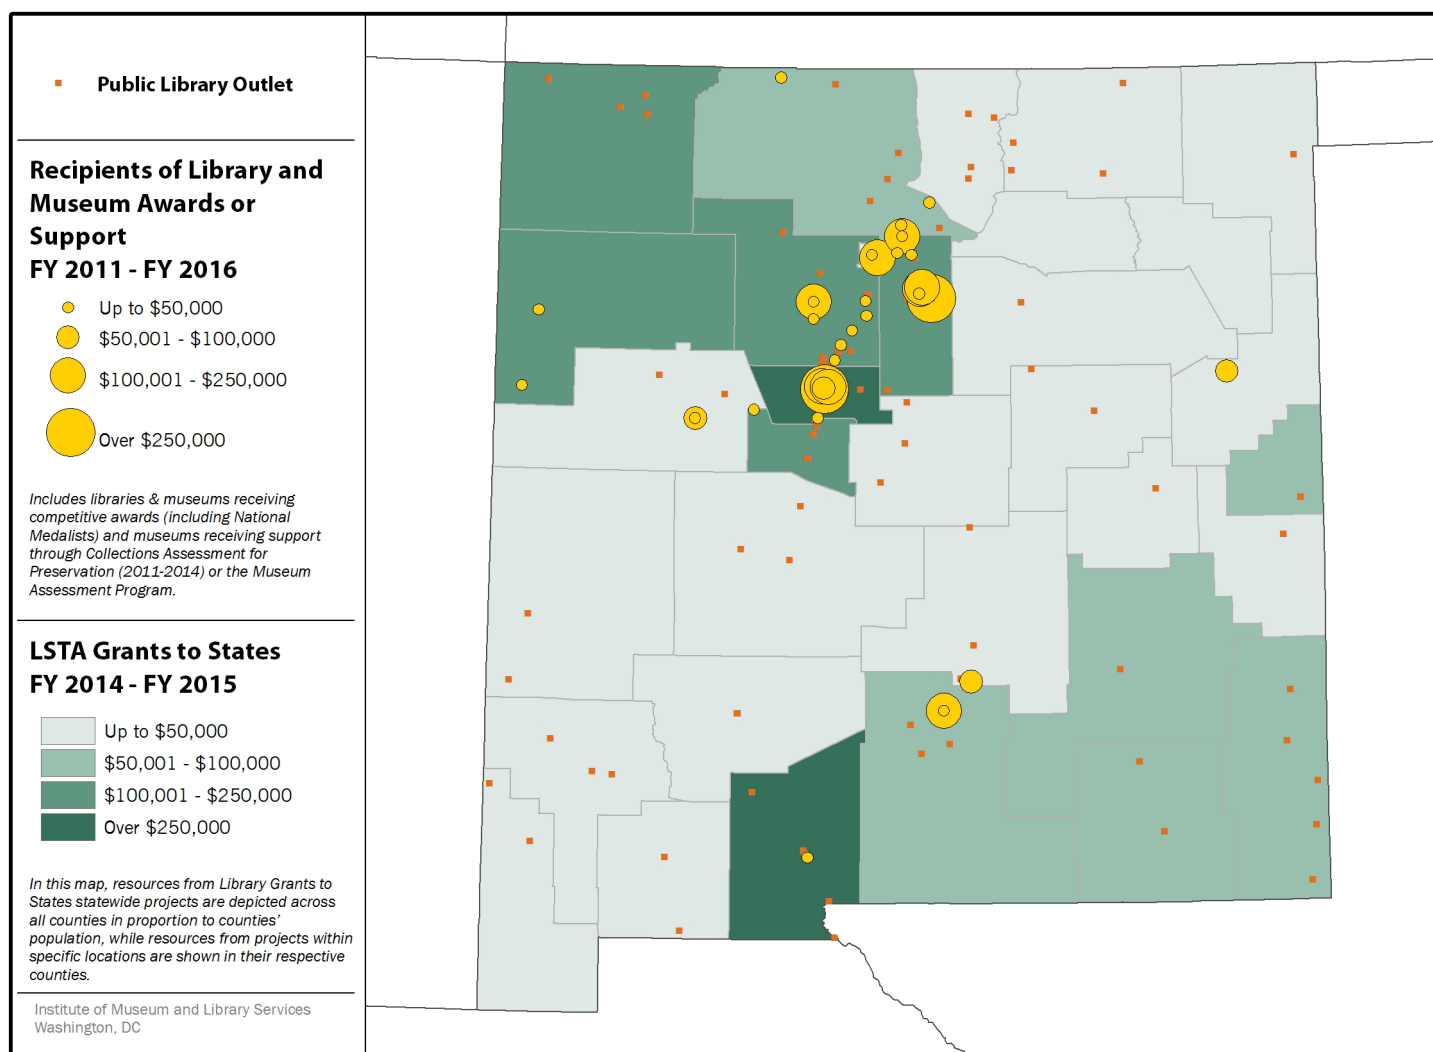 Public Library Outlet
Recipients of Library and
Museum Awards or
Support
FY 2011 - FY 2016
Up to $50,000
$50,001 - $100,000
$100,001 - $250,000
Over $250,000
Includes libraries & museums receiving
competitive awards (including National
Medalists) and museums receiving support
through Collections Assessment for
Preservation (2011-2014) or the Museum
Assessment Program.
LSTA Grants to States
FY 2014 - FY 2015
Up to $50,000
$50,001 - $100,000
$100,001 - $250,000
Over $250,000
In this map, resources from Library Grants to
States statewide projects are depicted across
all counties in proportion to counties’
population, while resources from projects within
specific locations are shown in their respective
counties.
Institute of Museum and Library Services
Washington, DC